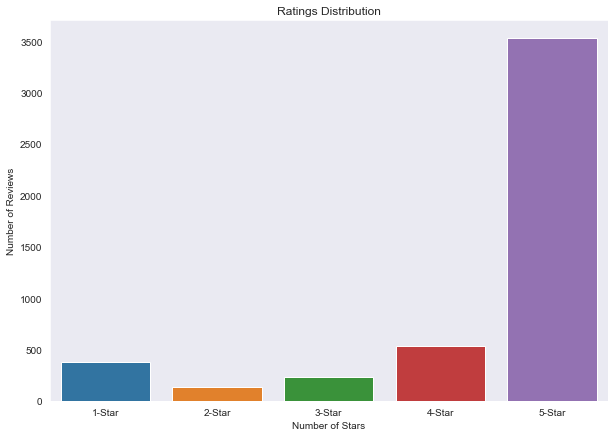 Ratings Distribution
Number of Reviews
3500
3000
2500
2000
1500
1000
500
0
1-Star 2-Star 3-Star 4-Star 5-Star
Number of Stars